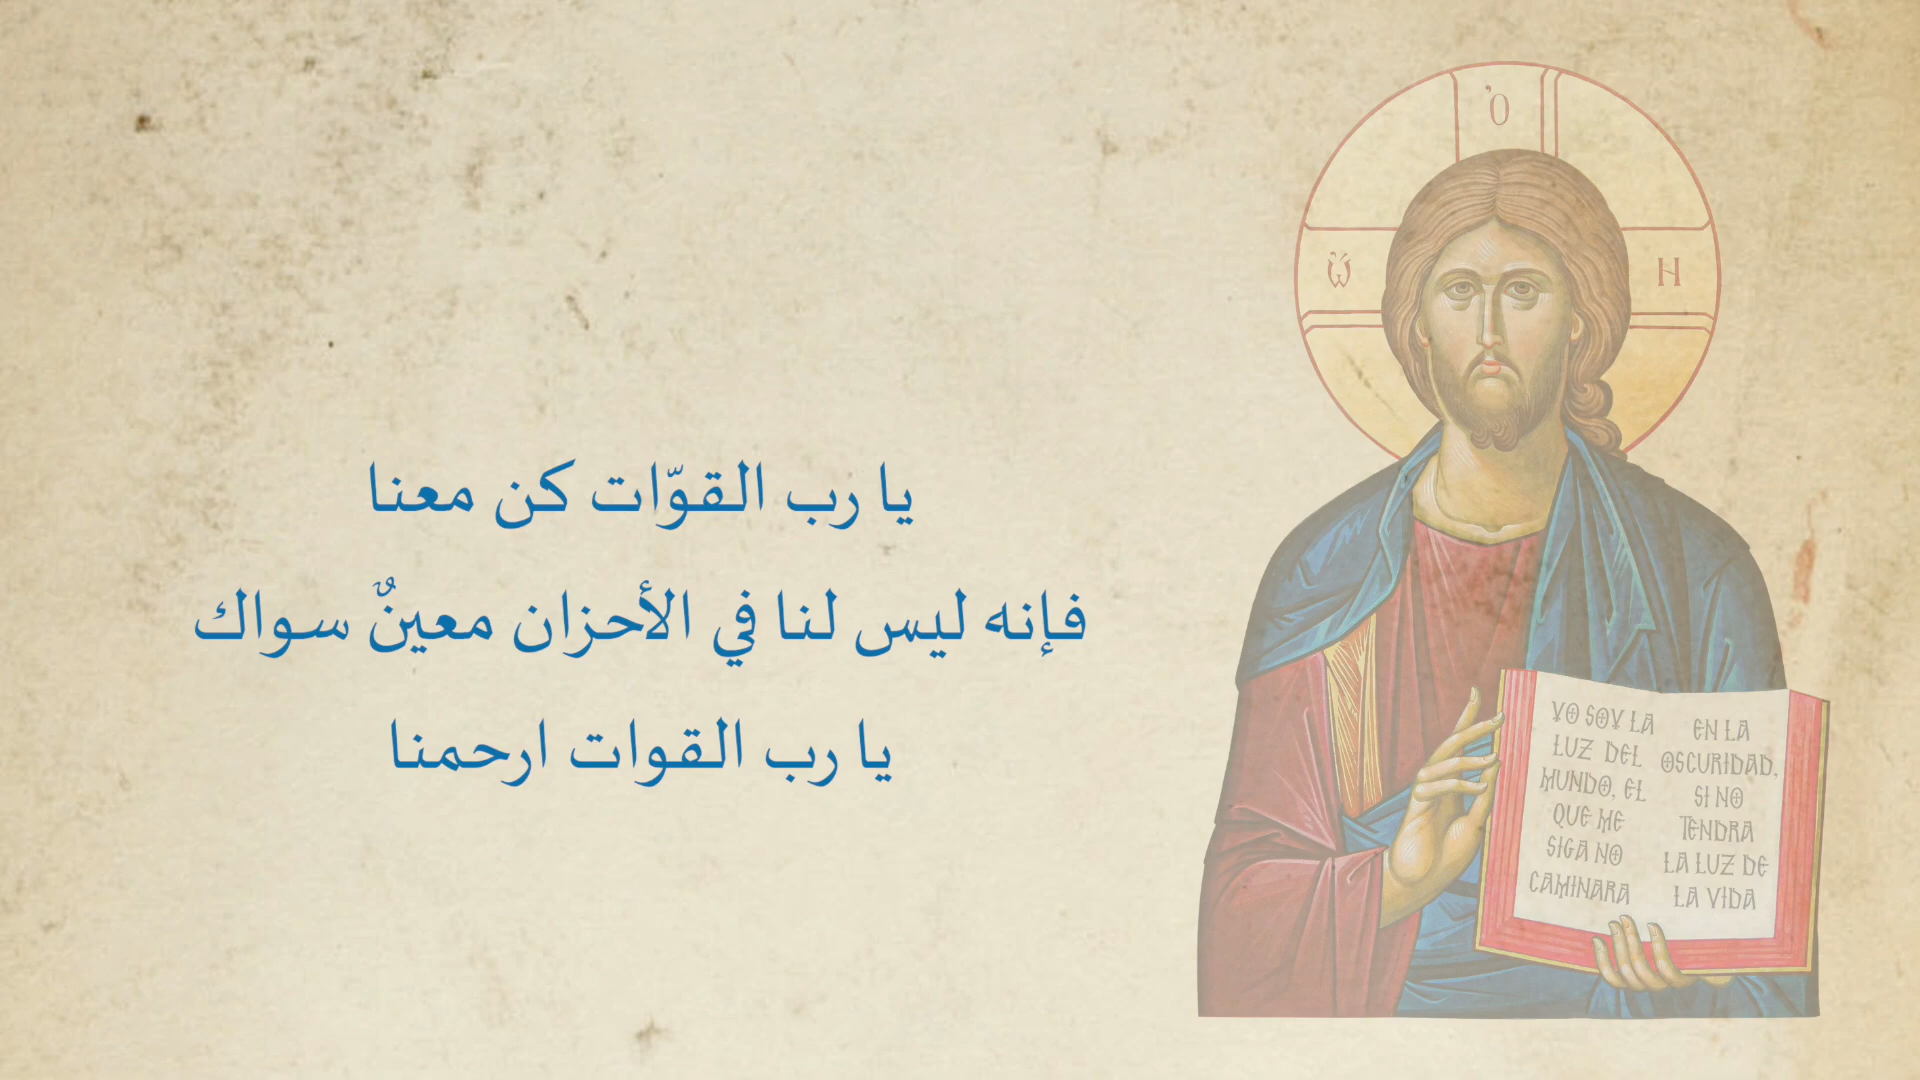 يا رب القوّات كن معنا
فإنه ليس لنا في الأحزان معينٌ سواك
يا رب القوات ارحمنا
Ὁ
Ὤ
Η
YO SOY LA
LUZ DEL
MUNDO, EL
QUE ME
SIGA NO
CAMINARA
EN LA
OSCURIDAD,
SI NO
TENDRA
LA LUZ DE
LA VIDA